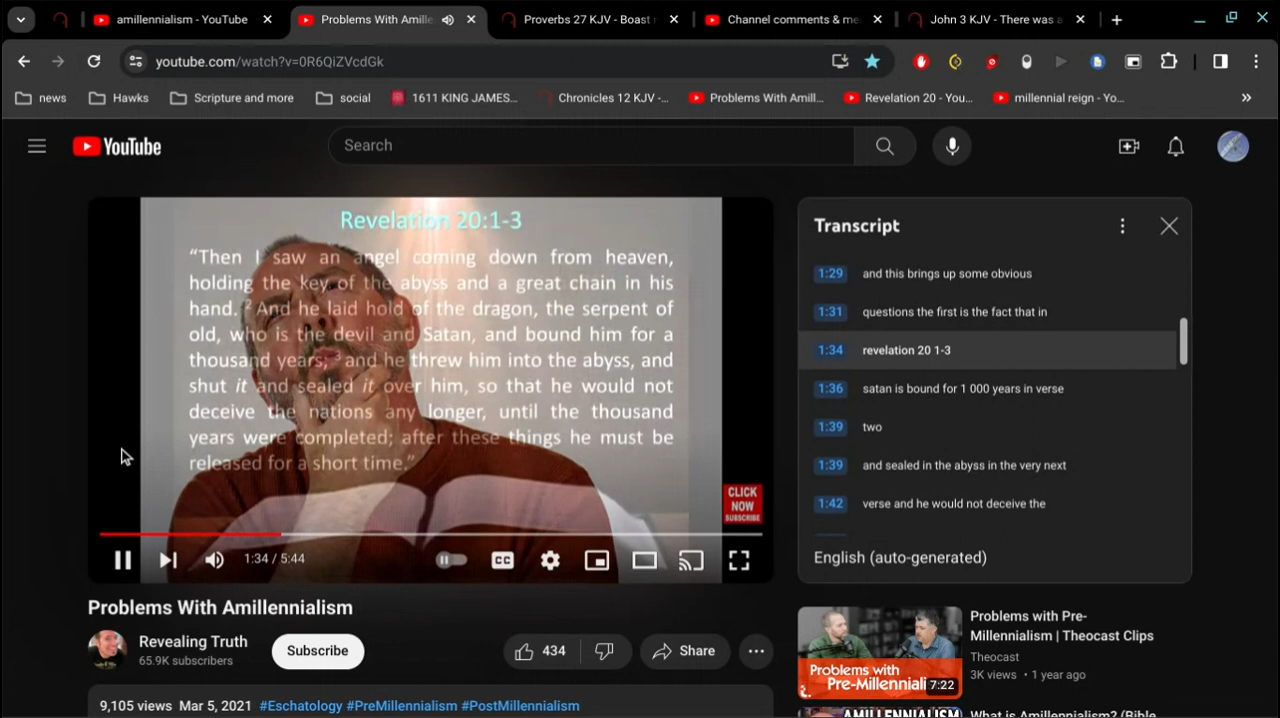 amillennialism - YouTube
Problems With Amille
Proverbs 27 KJV - Boast
Channel comments & me
John 3 KJV - There was a
youtube.com/watch?v=0R6QiZVcdGk
news
Hawks
Scripture and more
social
1611 KING JAMES...
Chronicles 12 KJV -...
Problems With Amill...
Revelation 20 - You...
millennial reign - Yo...
»
YouTube
Search
Revelation 20:1-3
“Then I saw an angel coming down from heaven,
holding the key of the abyss and a great chain in his
hand. 2 And he laid hold of the dragon, the serpent of
old, who is the devil and Satan, and bound him for a
thousand years; and he threw him into the abyss, and
shut it and sealed it over him, so that he would not
deceive the nations any longer, until the thousand
years were completed; after these things he must be
released for a short time.”
CLICK
NOW
SUBSCRIBE
1:34 / 5:44
CC
Transcript
1:29 and this brings up some obvious
1:31 questions the first is the fact that in
1:34 revelation 20 1-3
1:36 satan is bound for 1 000 years in verse
1:39 two
1:39 and sealed in the abyss in the very next
1:42 verse and he would not deceive the
English (auto-generated)
Problems With Amillennialism
Revealing Truth
65.9K subscribers
Subscribe
434
Share
9,105 views Mar 5, 2021 #Eschatology #PreMillennialism #PostMillennialism
Problems with
Pre-Millenniali
7:22
Problems with Pre-
Millennialism | Theocast Clips
Theocast
3K views • 1 year ago
AMILLENNIALISM
What is Amillennialism? (Bible